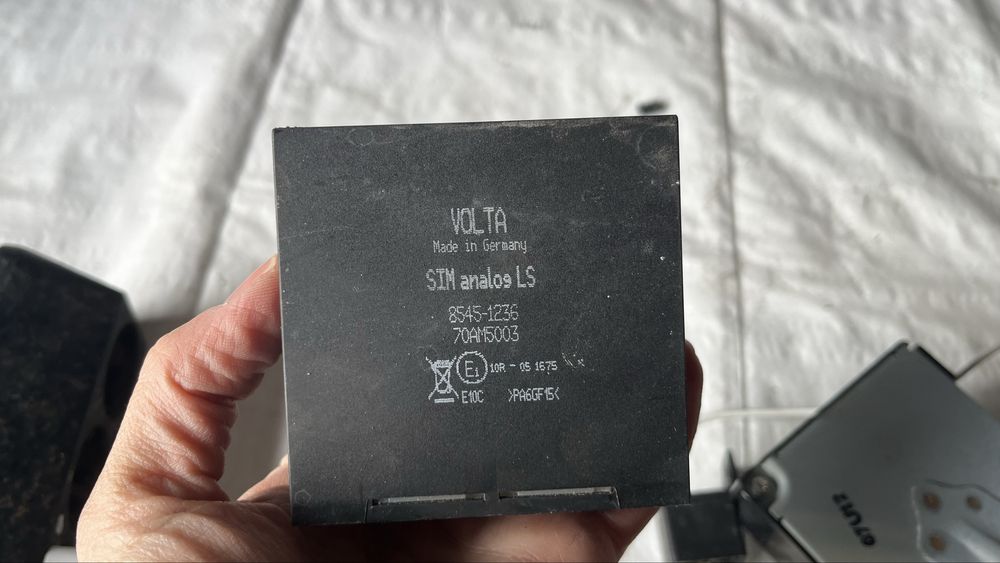 VOLTA
Made in Germany
SIM analog LS
8545-1236
70AM5003
E1 10R - 05 1675
E10C >PA6GF15<